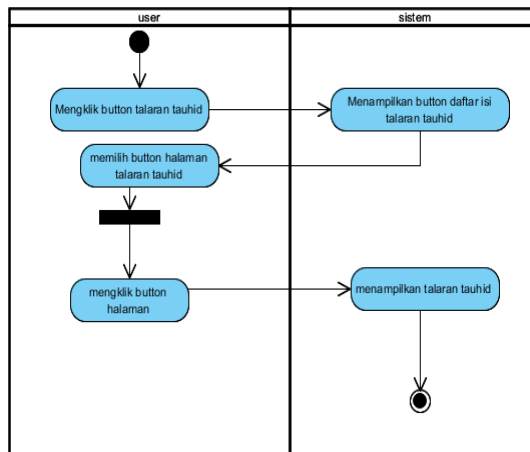 user
sistem
Mengklik button talaran tauhid
Menampilkan button daftar isi
talaran tauhid
memilih button halaman
talaran tauhid
mengklik button
halaman
menampilkan talaran tauhid